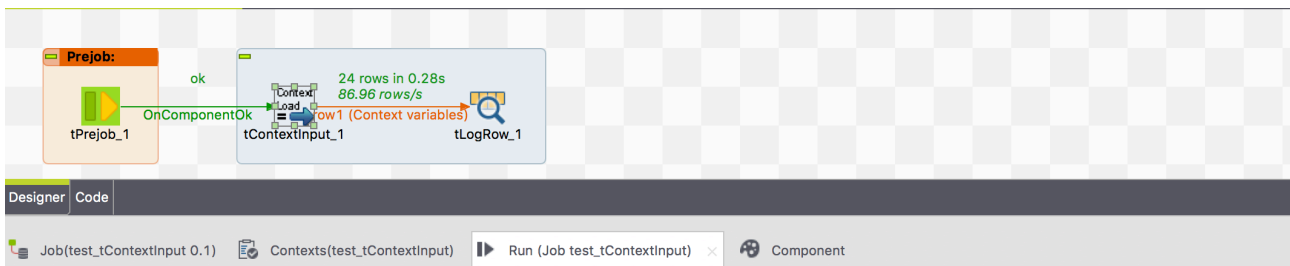 Prejob:
ok
24 rows in 0.28s
86.96 rows/s
Context
Load
=
OnComponentOk
row1 (Context variables)
tPrejob_1
tContextInput_1
tLogRow_1
Designer
Code
Job(test_tContextInput 0.1)
Contexts(test_tContextInput)
Run (Job test_tContextInput)
Component